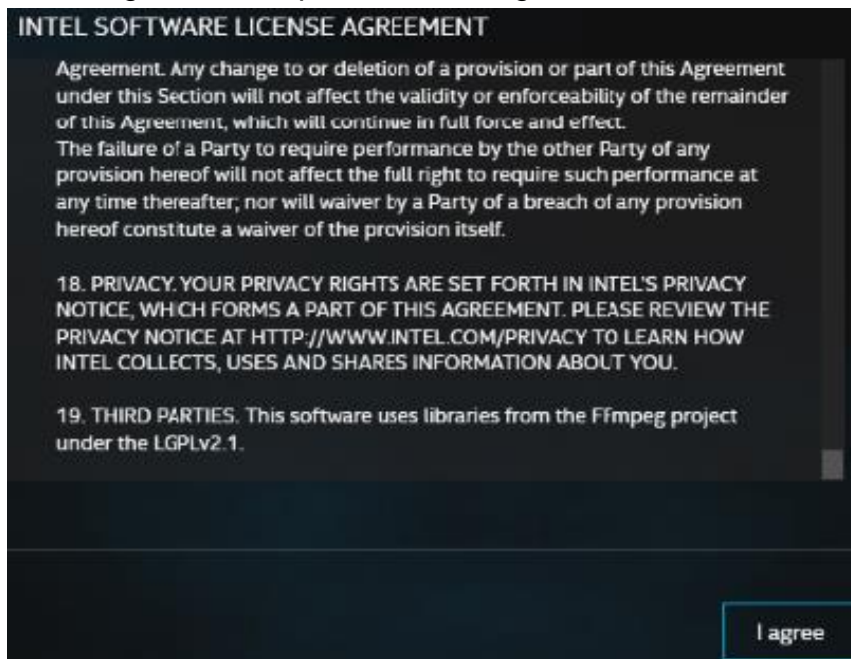 INTEL SOFTWARE LICENSE AGREEMENT
Agreement. Any change to or deletion of a provision or part of this Agreement
under this Section will not affect the validity or enforceability of the remainder
of this Agreement, which will continue in full force and effect.
The failure of a Party to require performance by the other Party of any
provision hereof will not affect the full right to require such performance at
any time thereafter; nor will waiver by a Party of a breach of any provision
hereof constitute a waiver of the provision itself.
18. PRIVACY. YOUR PRIVACY RIGHTS ARE SET FORTH IN INTEL'S PRIVACY
NOTICE, WHICH FORMS A PART OF THIS AGREEMENT. PLEASE REVIEW THE
PRIVACY NOTICE AT HTTP://WWW.INTEL.COM/PRIVACY TO LEARN HOW
INTEL COLLECTS, USES AND SHARES INFORMATION ABOUT YOU.
19. THIRD PARTIES. This software uses libraries from the FFmpeg project
under the LGPLv2.1.
I agree